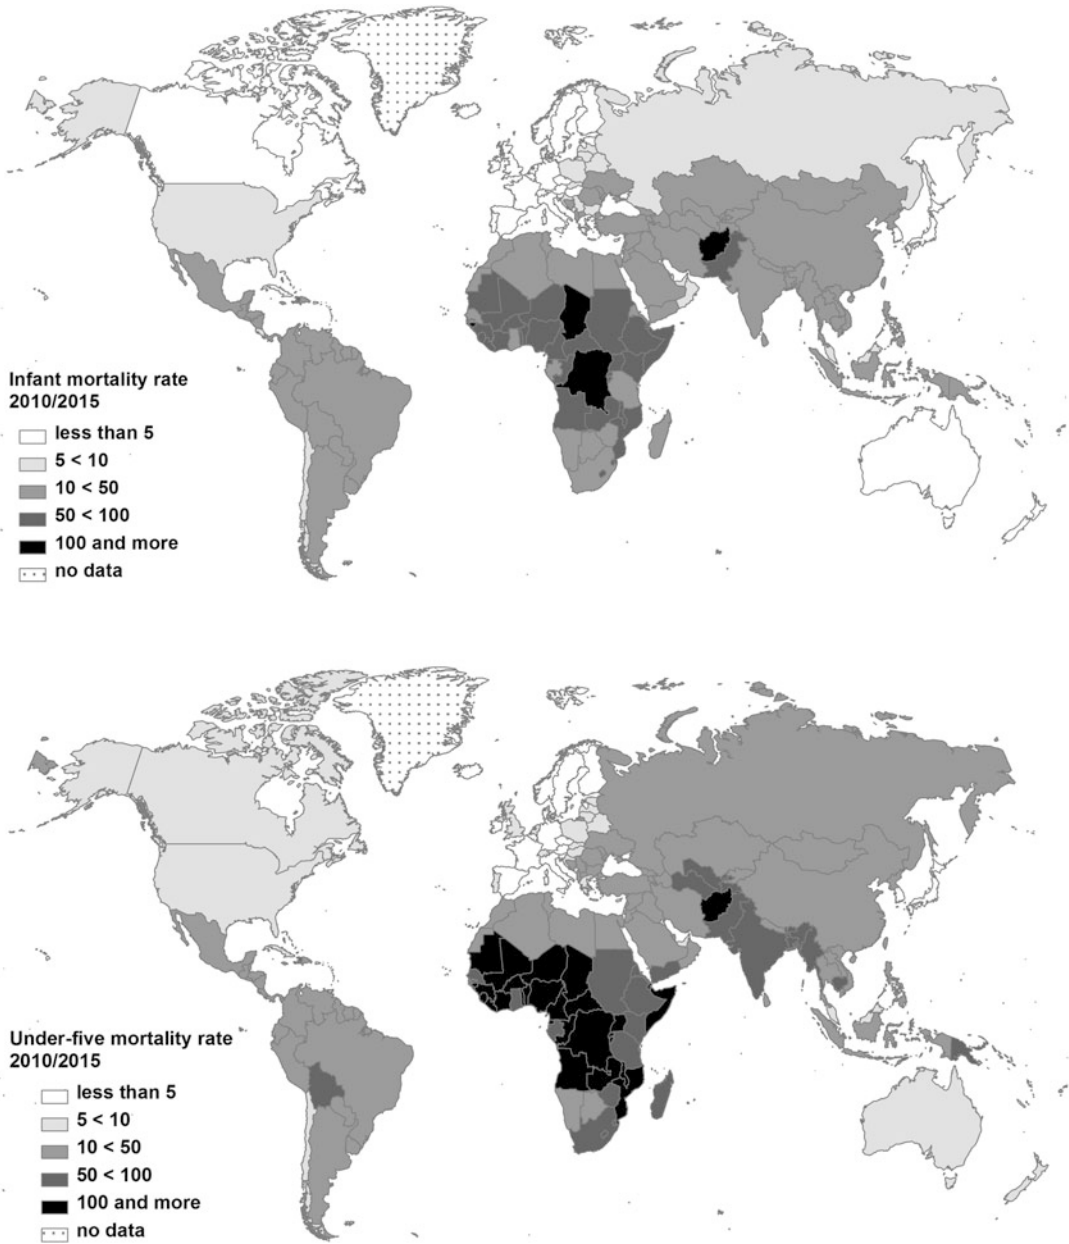 Infant mortality rate
2010/2015
less than 5
5 < 10
10 < 50
50 < 100
100 and more
no data
Under-five mortality rate
2010/2015
less than 5
5 < 10
10 < 50
50 < 100
100 and more
no data